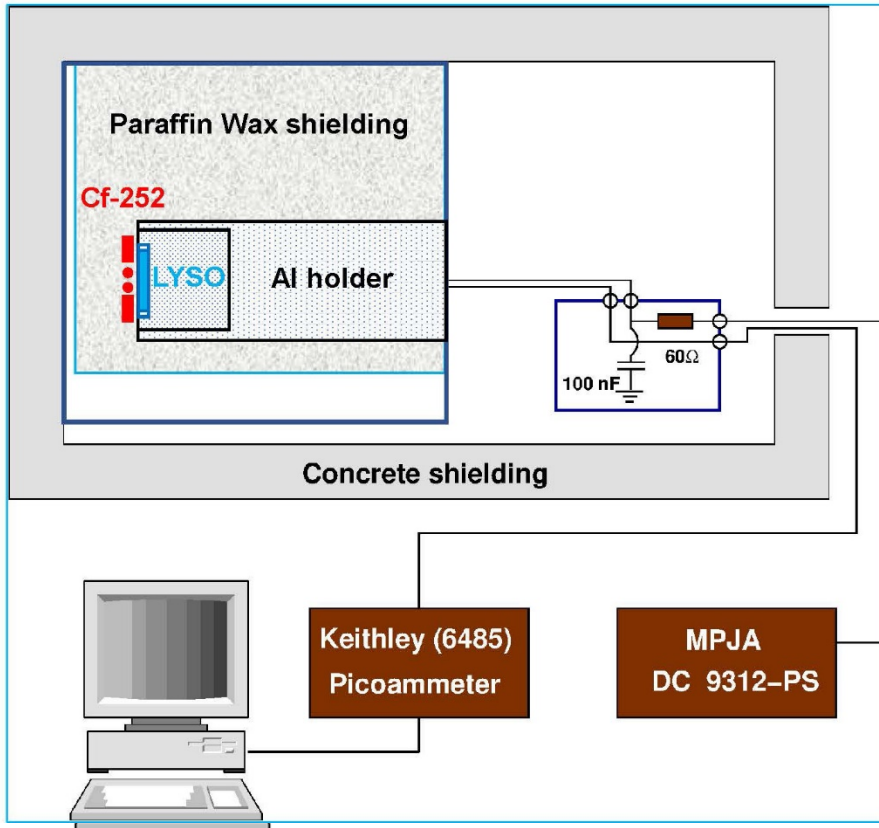 Paraffin Wax shielding
Cf-252
LYSO
Al holder
60Ω
100 nF
Concrete shielding
Keithley (6485)
Picoammeter
MPJA
DC 9312-PS